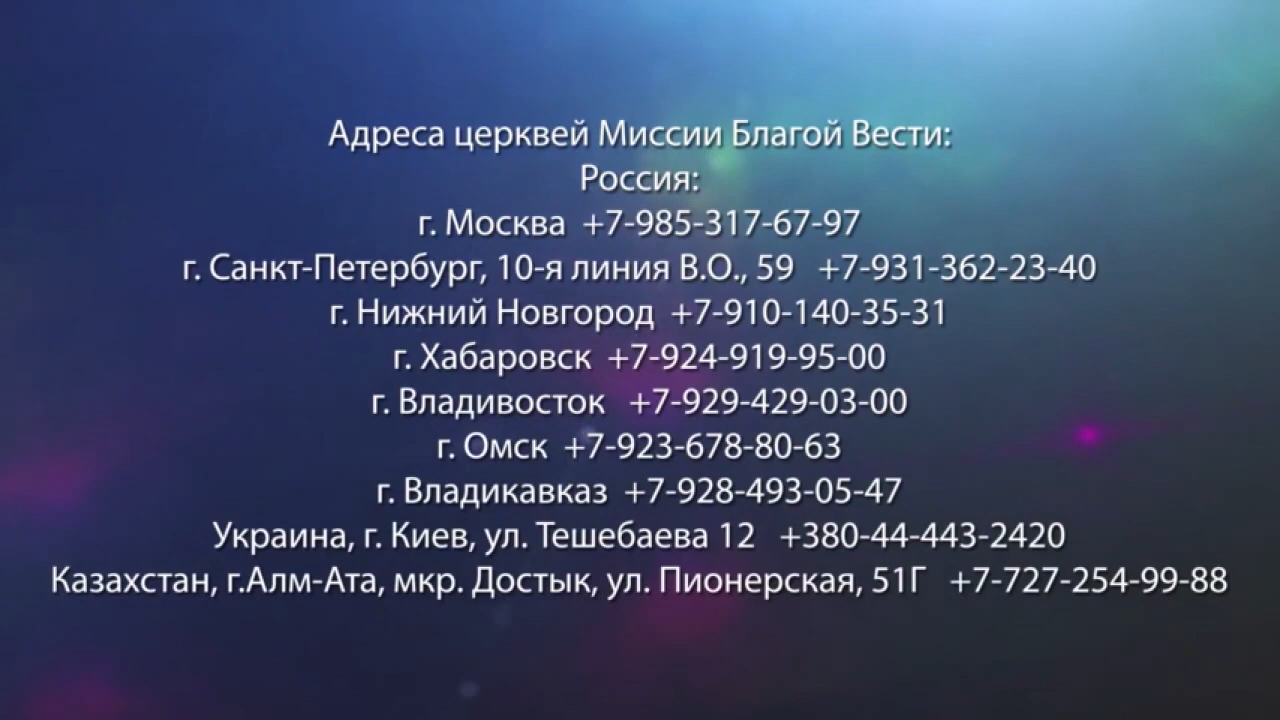 Адреса церквей Миссии Благой Вести:
Россия:
г. Москва +7-985-317-67-97
г. Санкт-Петербург, 10-я линия В.О., 59 +7-931-362-23-40
г. Нижний Новгород +7-910-140-35-31
г. Хабаровск +7-924-919-95-00
г. Владивосток +7-929-429-03-00
г. Омск +7-923-678-80-63
г. Владикавказ +7-928-493-05-47
Украина, г. Киев, ул. Тешебаева 12 +380-44-443-2420
Казахстан, г.Алм-Ата, мкр. Достык, ул. Пионерская, 51Г +7-727-254-99-88